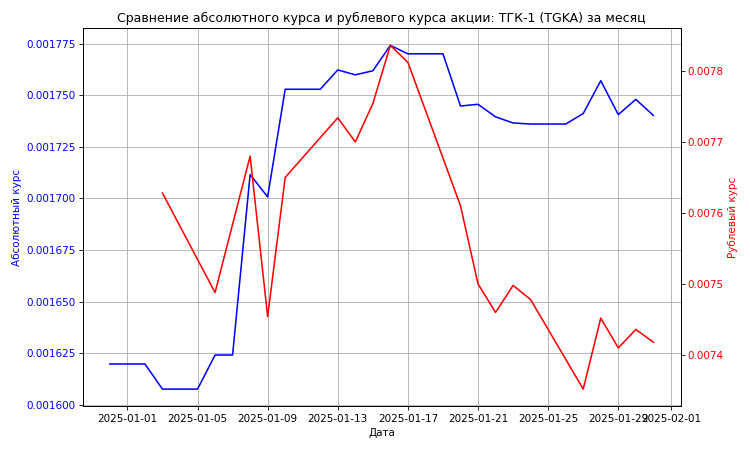 Сравнение абсолютного курса и рублевого курса акции: ТГК-1 (TGKA) за месяц
0.001775
0.001750
0.001725
0.001700
0.001675
0.001650
0.001625
0.001600
Абсолютный курс
0.0078
0.0077
0.0076
0.0075
0.0074
Рублевый курс
2025-01-01 2025-01-05 2025-01-09 2025-01-13 2025-01-17 2025-01-21 2025-01-25 2025-01-29 2025-02-01
Дата